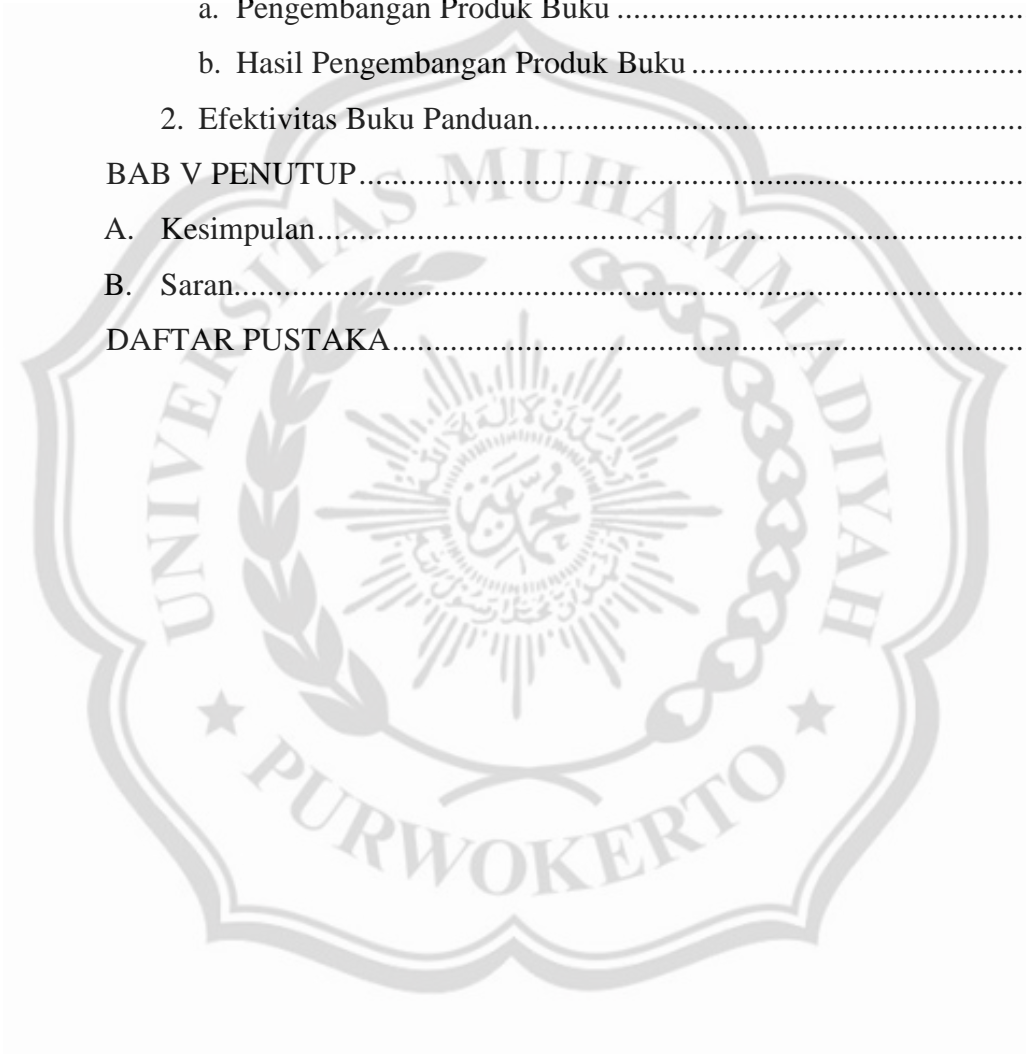 a. Pengembangan Produk Buku ................................................
b. Hasil Pengembangan Produk Buku ........................................
2. Efektivitas Buku Panduan...........................................................
BAB V PENUTUP................................................................................
A. Kesimpulan.....................................................................................
B. Saran...............................................................................................
DAFTAR PUSTAKA............................................................................
UNIVERSITAS MUHAMMADIYAH
PURWOKERTO